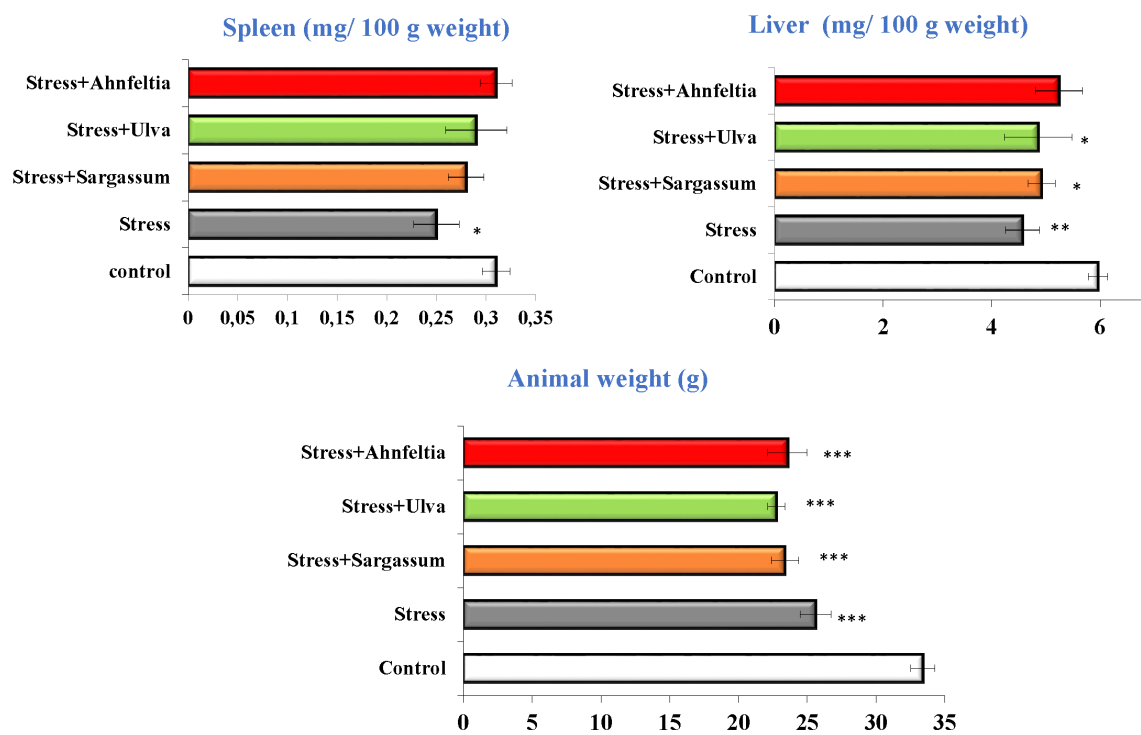 Spleen (mg/ 100 g weight)
Stress+Ahnfeltia
Stress+Ulva
Stress+Sargassum
Stress
*
control
0 0,05 0,1 0,15 0,2 0,25 0,3 0,35
Liver (mg/ 100 g weight)
Stress+Ahnfeltia
Stress+Ulva
*
Stress+Sargassum
*
Stress
**
Control
0 2 4 6
Animal weight (g)
Stress+Ahnfeltia
***
Stress+Ulva
***
Stress+Sargassum
***
Stress
***
Control
0 5 10 15 20 25 30 35